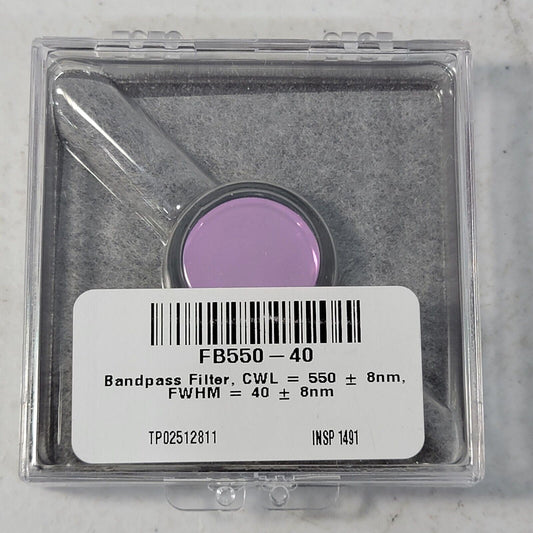 FB550-40
Bandpass Filter, CWL = 550 ± 8nm,
FWHM = 40 ± 8nm
TP02512811 INSP 1491